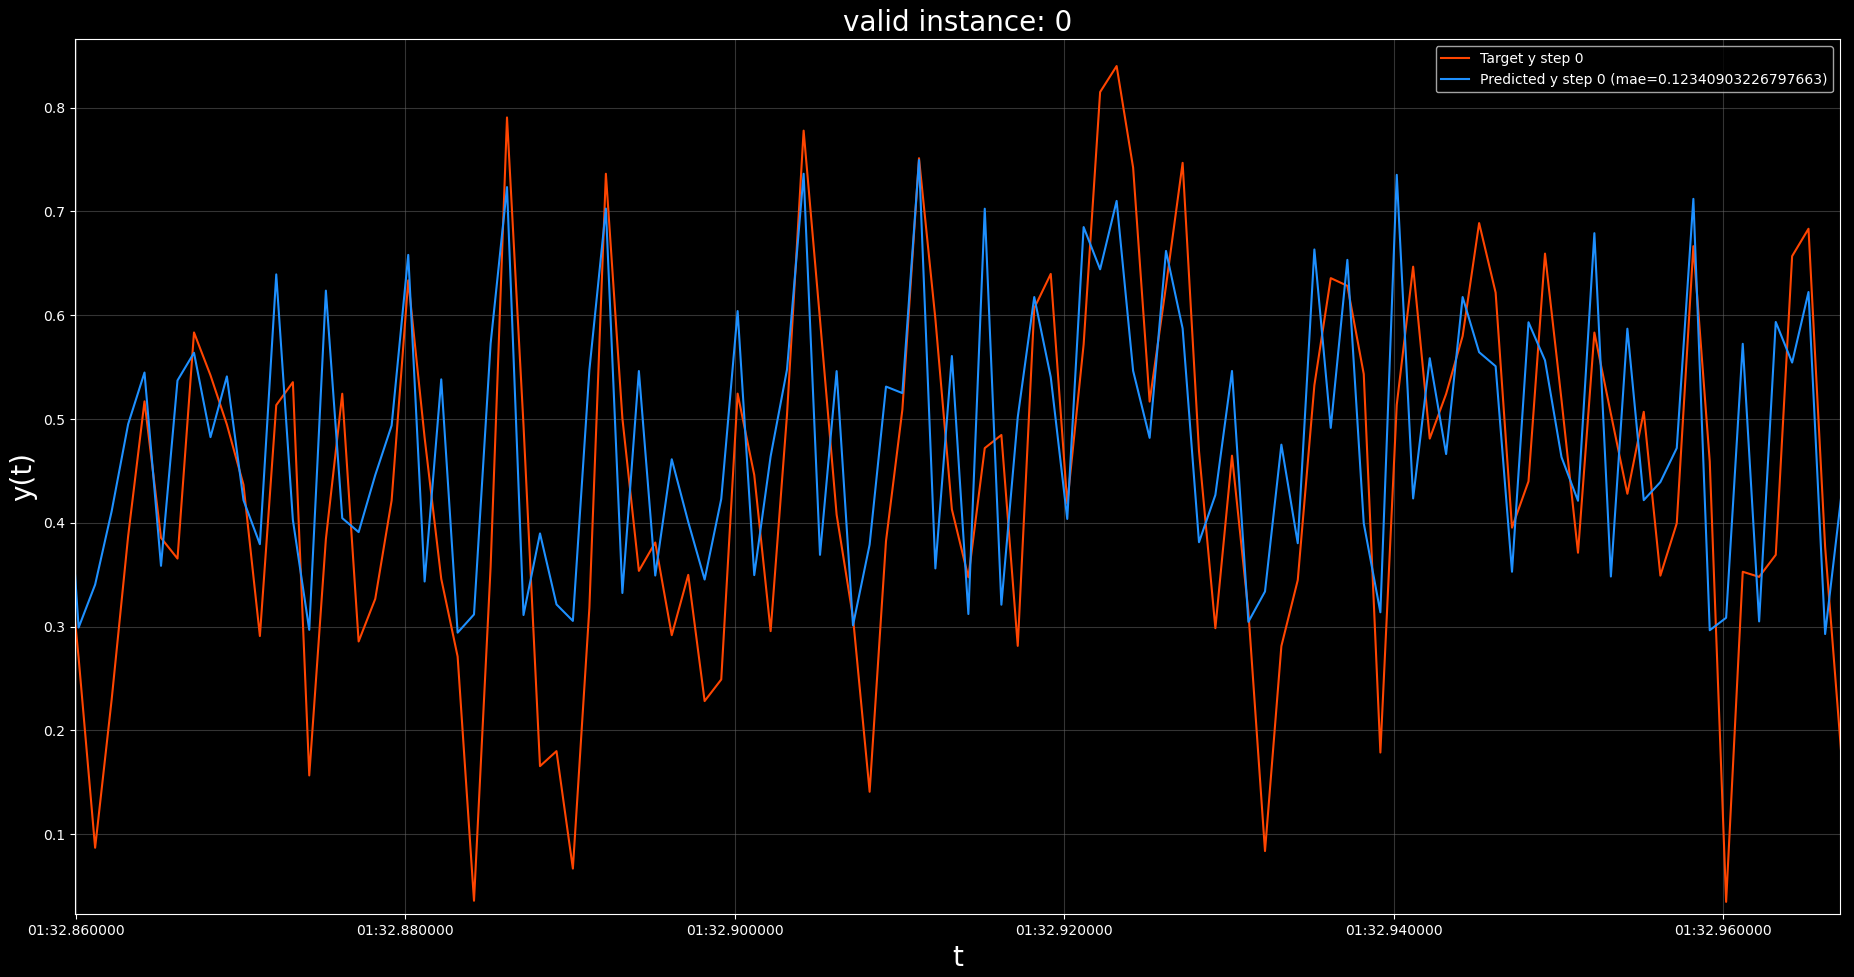 valid instance: 0
Target y step 0
Predicted y step 0 (mae=0.12340903226797663)
0.8
0.7
0.6
0.5
0.4
0.3
0.2
0.1
y(t)
01:32.860000
01:32.880000
01:32.900000
01:32.920000
01:32.940000
01:32.960000
t